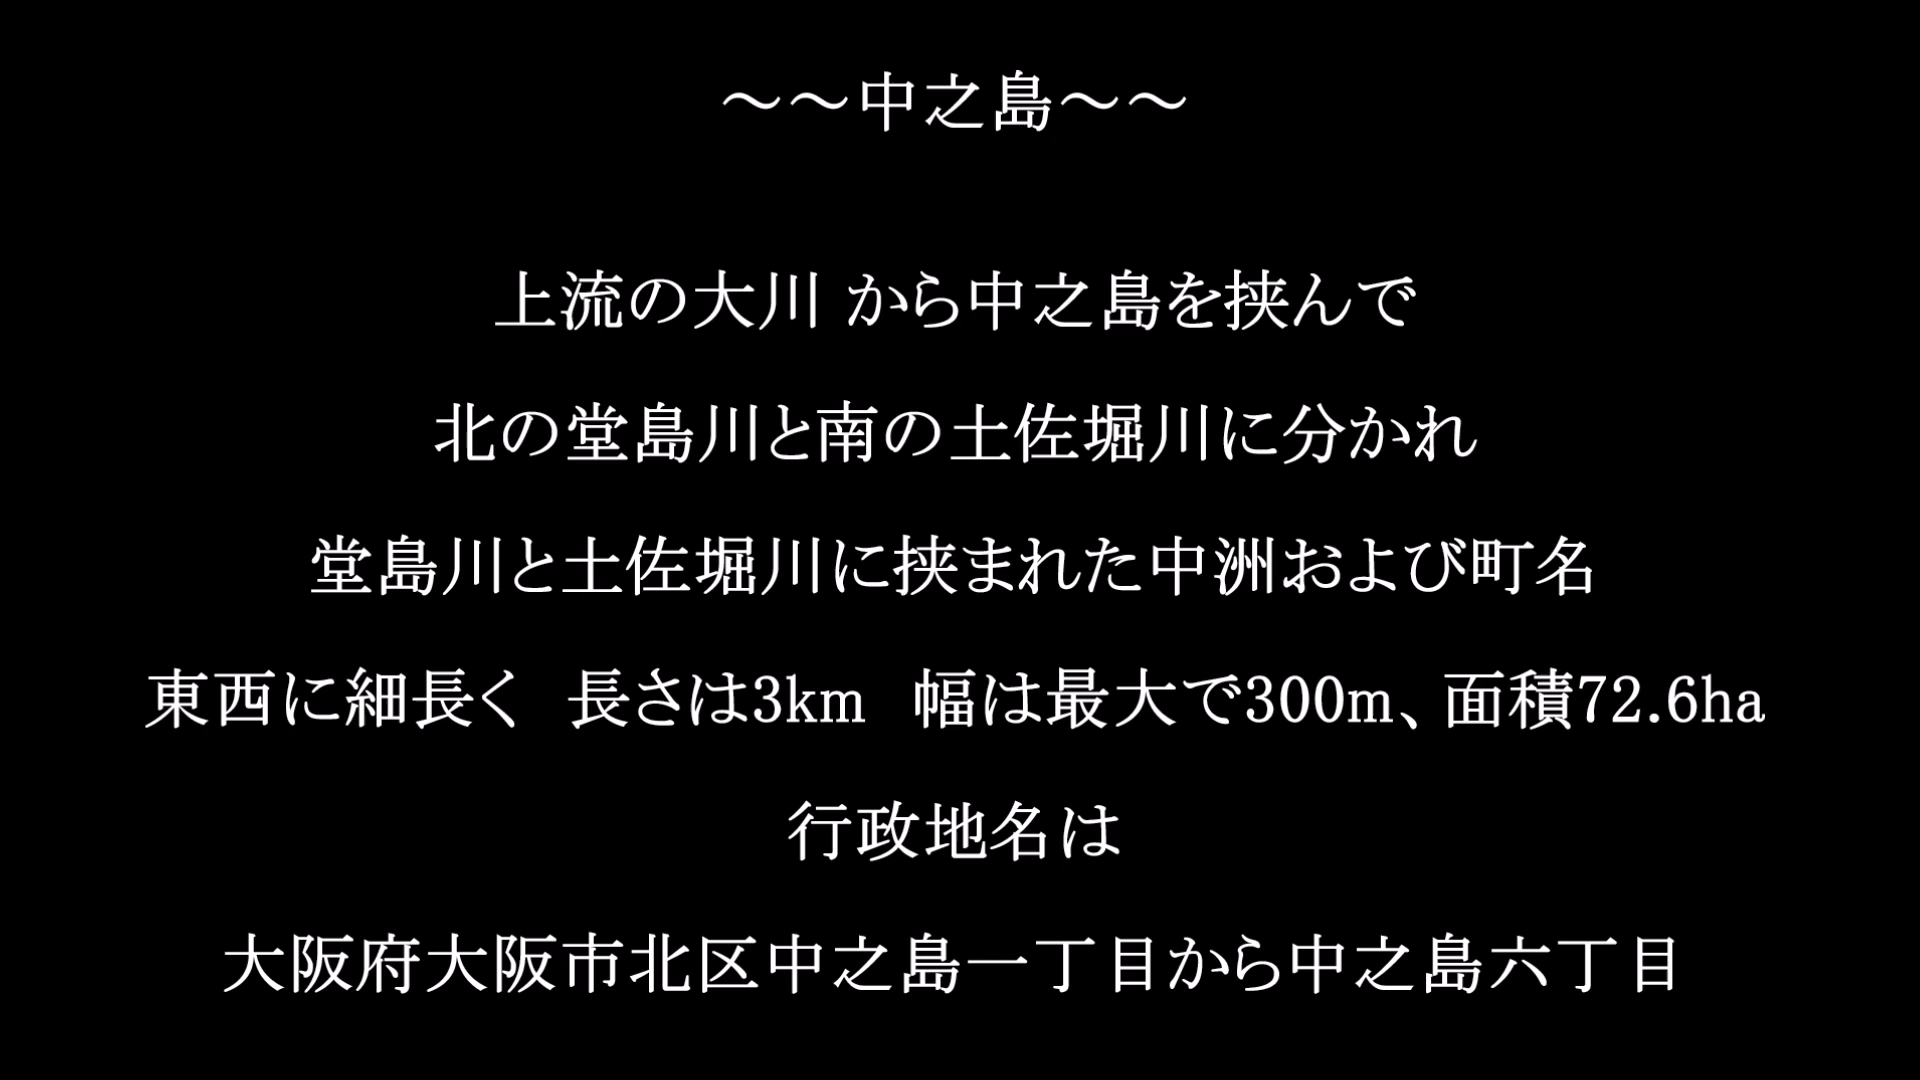 ～～中之島～～
上流の大川 から中之島を挟んで
北の堂島川と南の土佐堀川に分かれ
堂島川と土佐堀川に挟まれた中洲および町名
東西に細長く　長さは3km　幅は最大で300m、面積72.6ha
行政地名は
大阪府大阪市北区中之島一丁目から中之島六丁目